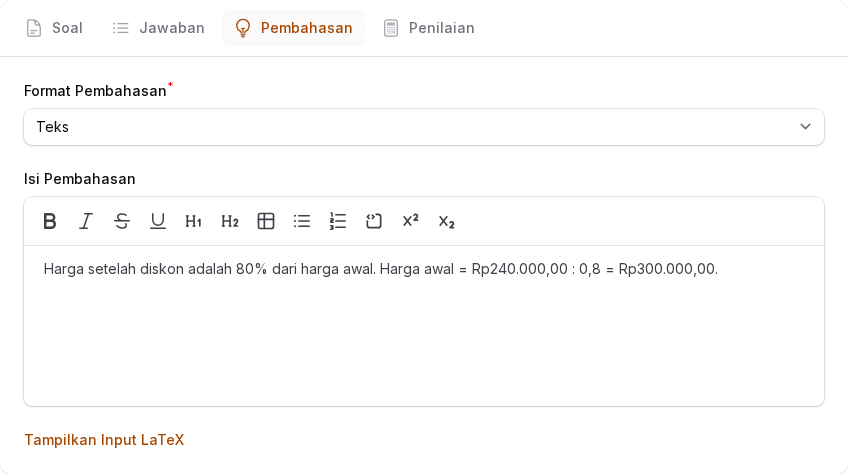 Soal
Jawaban
Pembahasan
Penilaian
Format Pembahasan*
Teks
Isi Pembahasan
B I S U H1 H2 X² X₂
Harga setelah diskon adalah 80% dari harga awal. Harga awal = Rp240.000,00 : 0,8 = Rp300.000,00.
Tampilkan Input LaTeX